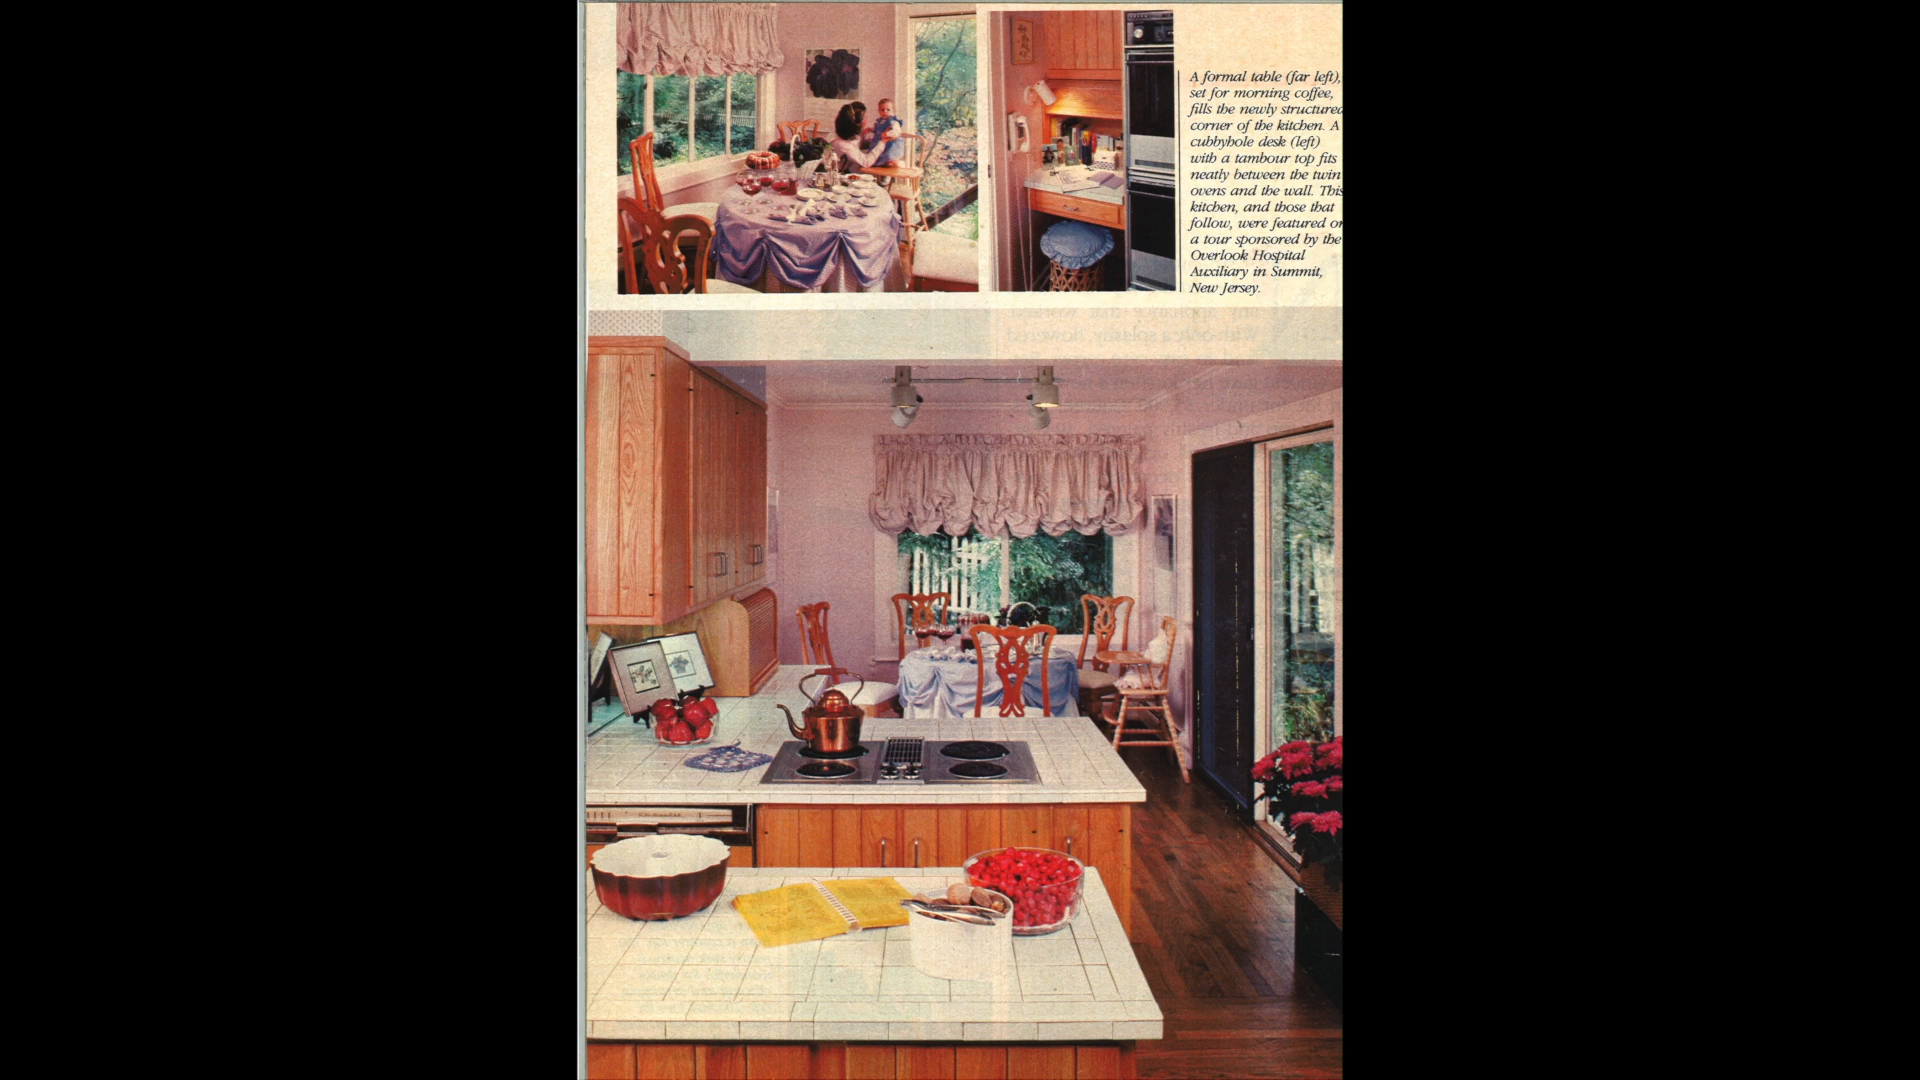 A formal table (far left),
set for morning coffee,
fills the newly structured
corner of the kitchen. A
cubbyhole desk (left)
with a tambour top fits
neatly between the twin
ovens and the wall. This
kitchen, and those that
follow, were featured on
a tour sponsored by the
Overlook Hospital
Auxiliary in Summit,
New Jersey.